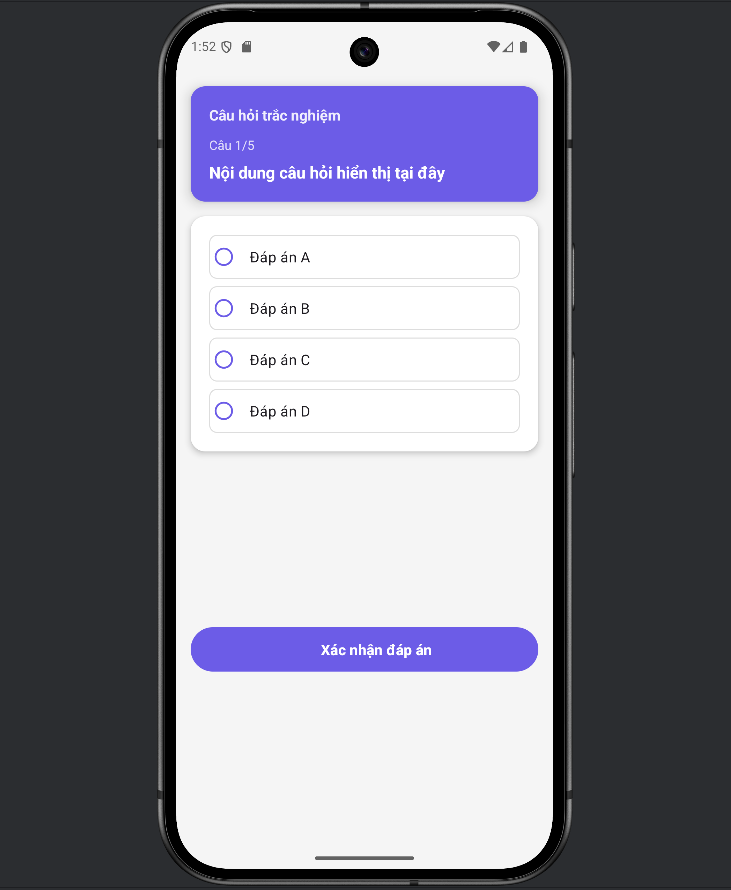 1:52
Câu hỏi trắc nghiệm
Câu 1/5
Nội dung câu hỏi hiển thị tại đây
Đáp án A
Đáp án B
Đáp án C
Đáp án D
Xác nhận đáp án